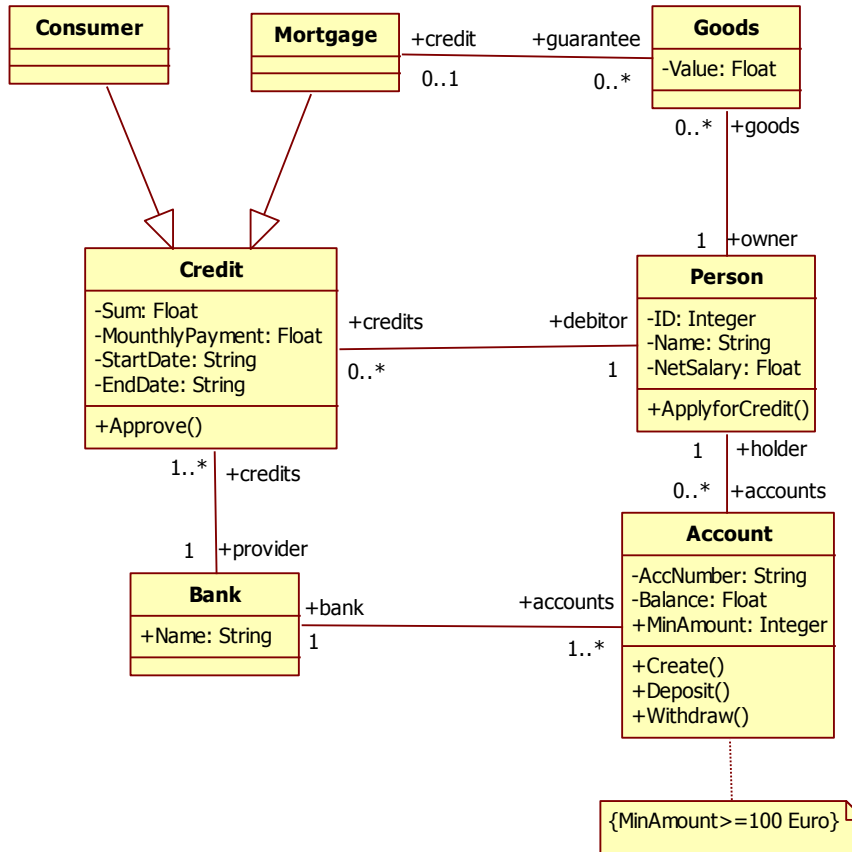 Consumer
Mortgage
+credit
0..1
+guarantee
0..*
Goods
-Value: Float
0..*
+goods
1
+owner
Credit
-Sum: Float
-MounthlyPayment: Float
-StartDate: String
-EndDate: String
+Approve()
+credits
0..*
+debitor
1
Person
-ID: Integer
-Name: String
-NetSalary: Float
+ApplyforCredit()
1..*
+credits
1
+provider
1
+holder
0..*
+accounts
Bank
+Name: String
+bank
1
+accounts
1..*
Account
-AccNumber: String
-Balance: Float
+MinAmount: Integer
+Create()
+Deposit()
+Withdraw()
{MinAmount>=100 Euro}